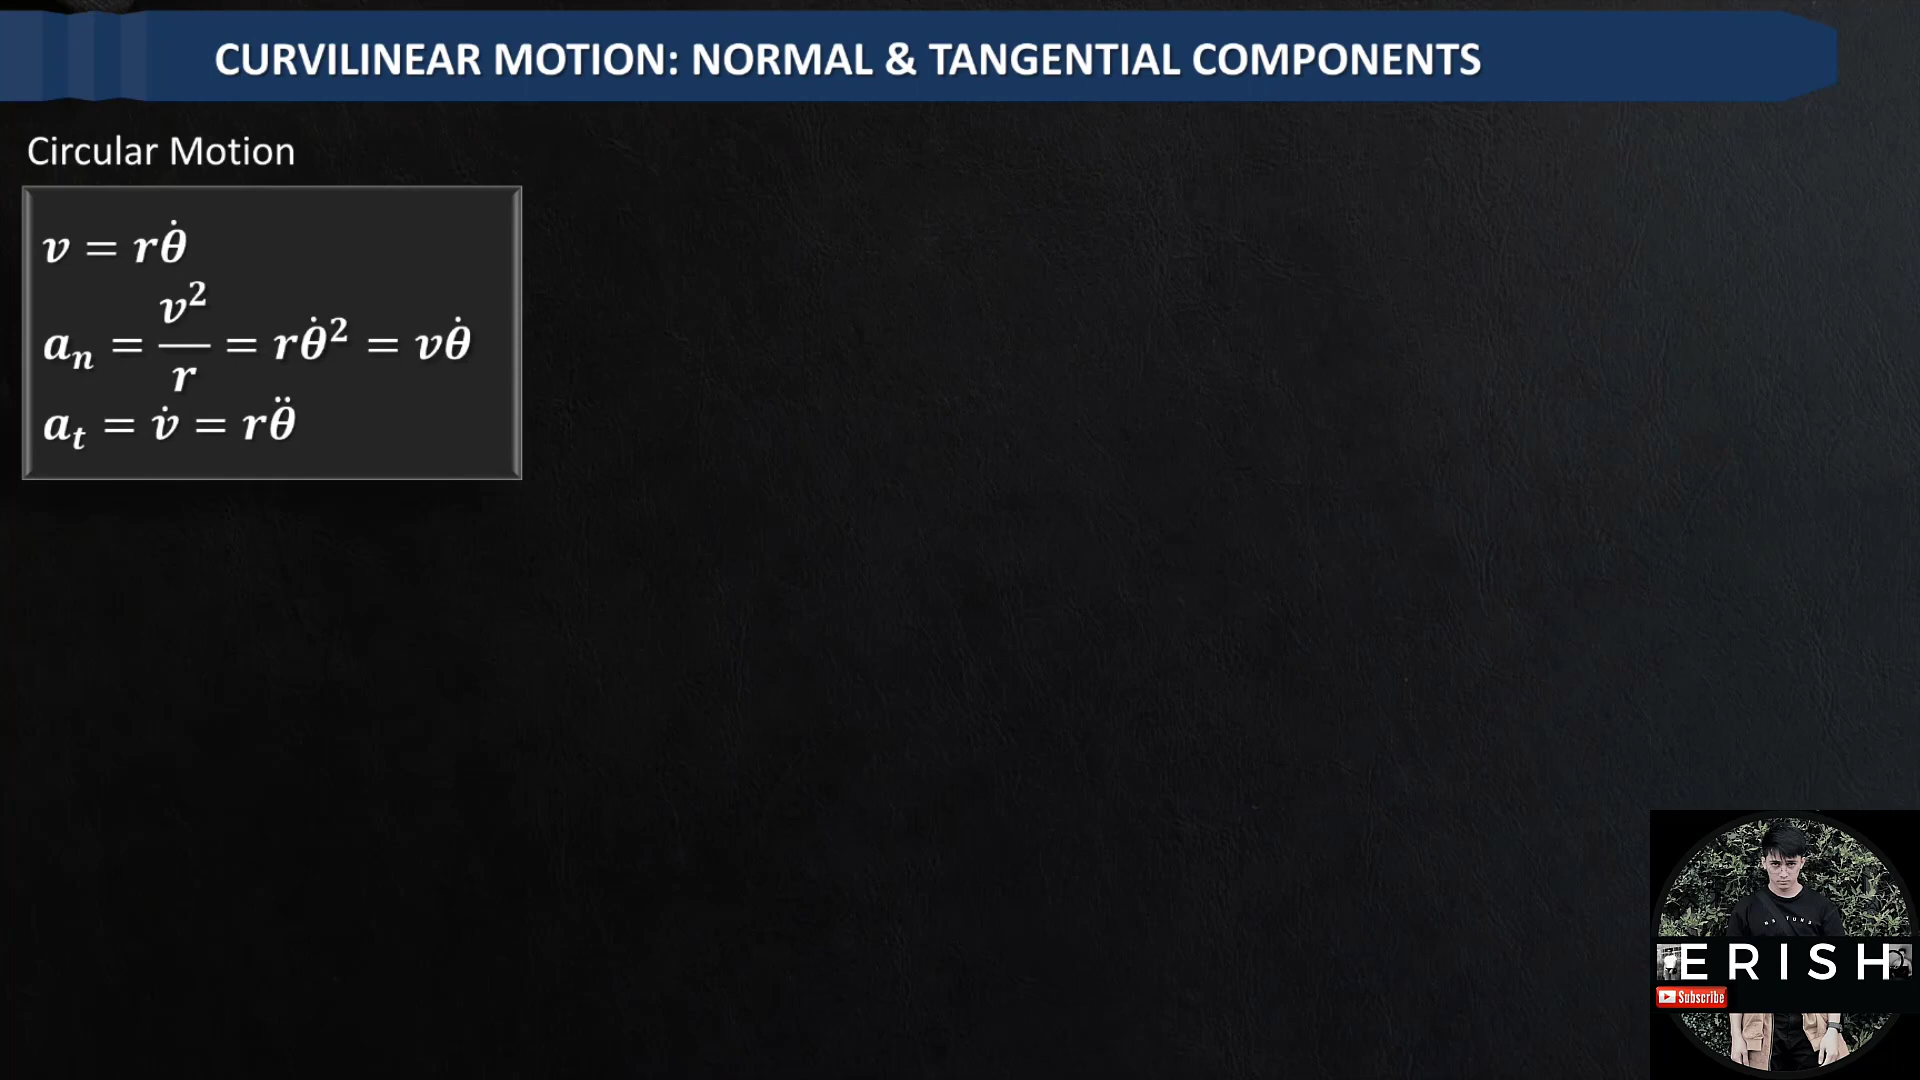 CURVILINEAR MOTION: NORMAL & TANGENTIAL COMPONENTS
Circular Motion
v = rθ̇
aₙ = v²/r = rθ̇² = vθ̇
aₜ = v̇ = rθ̈
ERISH
Subscribe